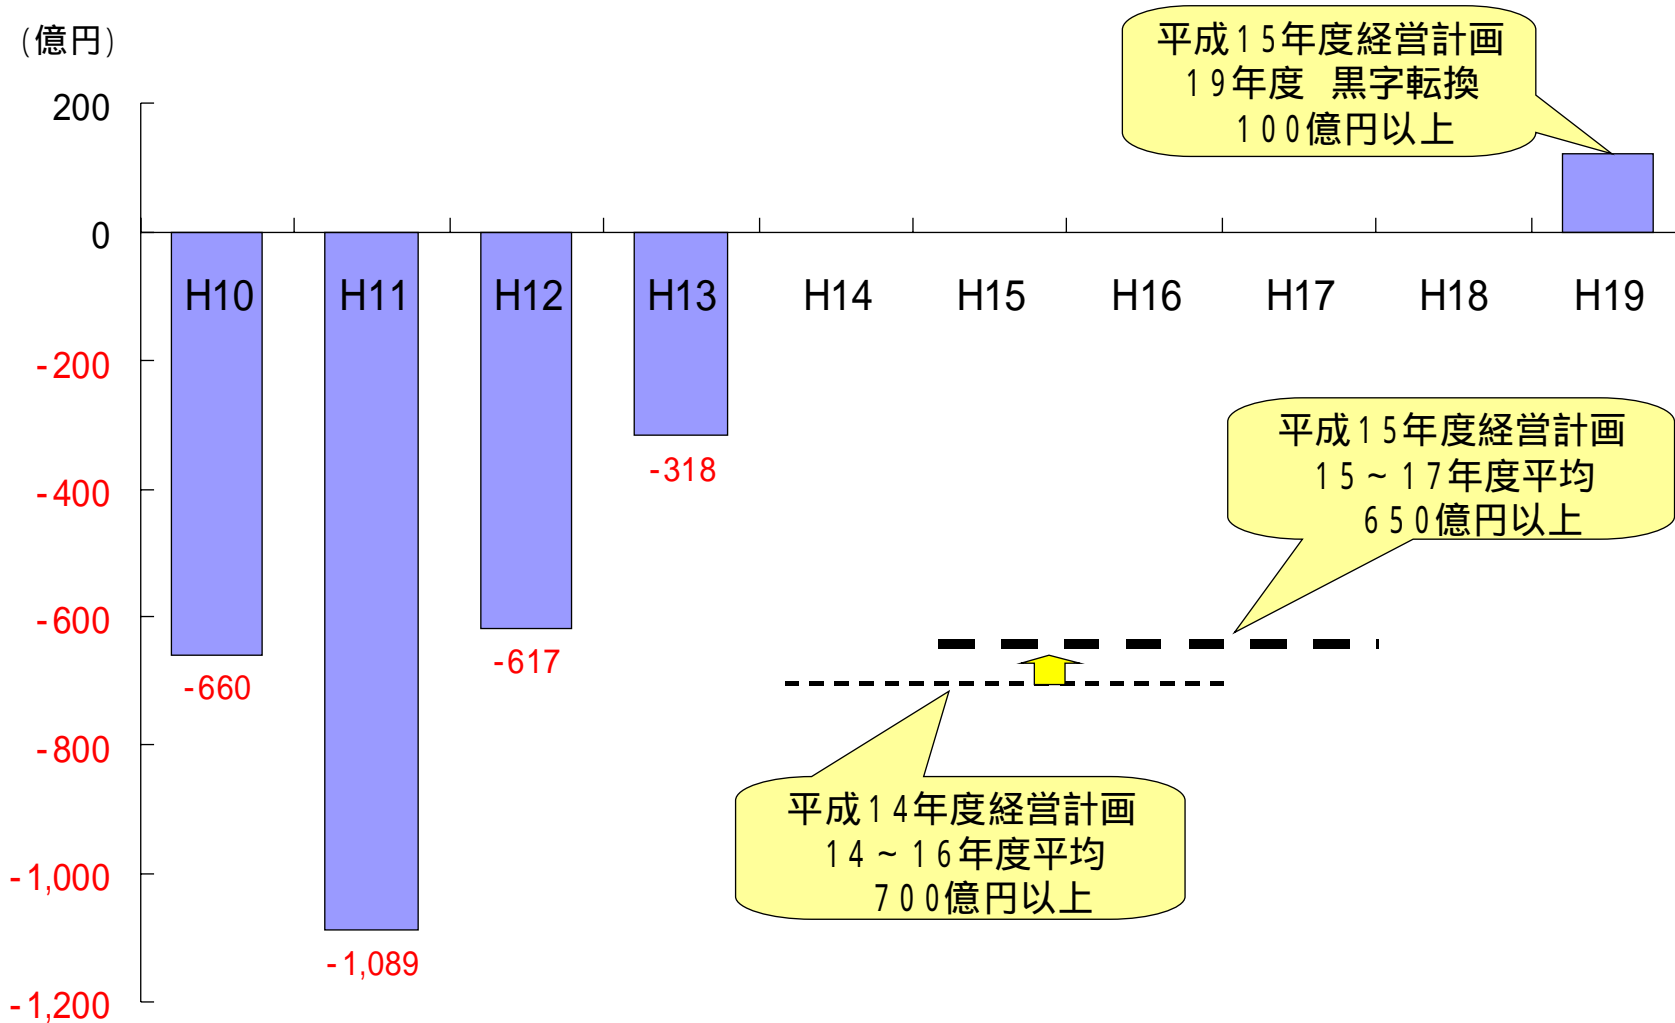 (億円)
平成15年度経営計画
19年度 黒字転換
100億円以上
200
0
H10
H11
H12
H13
H14
H15
H16
H17
H18
H19
-200
-400
-600
-800
-1,000
-1,200
-660
-1,089
-617
-318
平成15年度経営計画
15~17年度平均
650億円以上
平成14年度経営計画
14~16年度平均
700億円以上